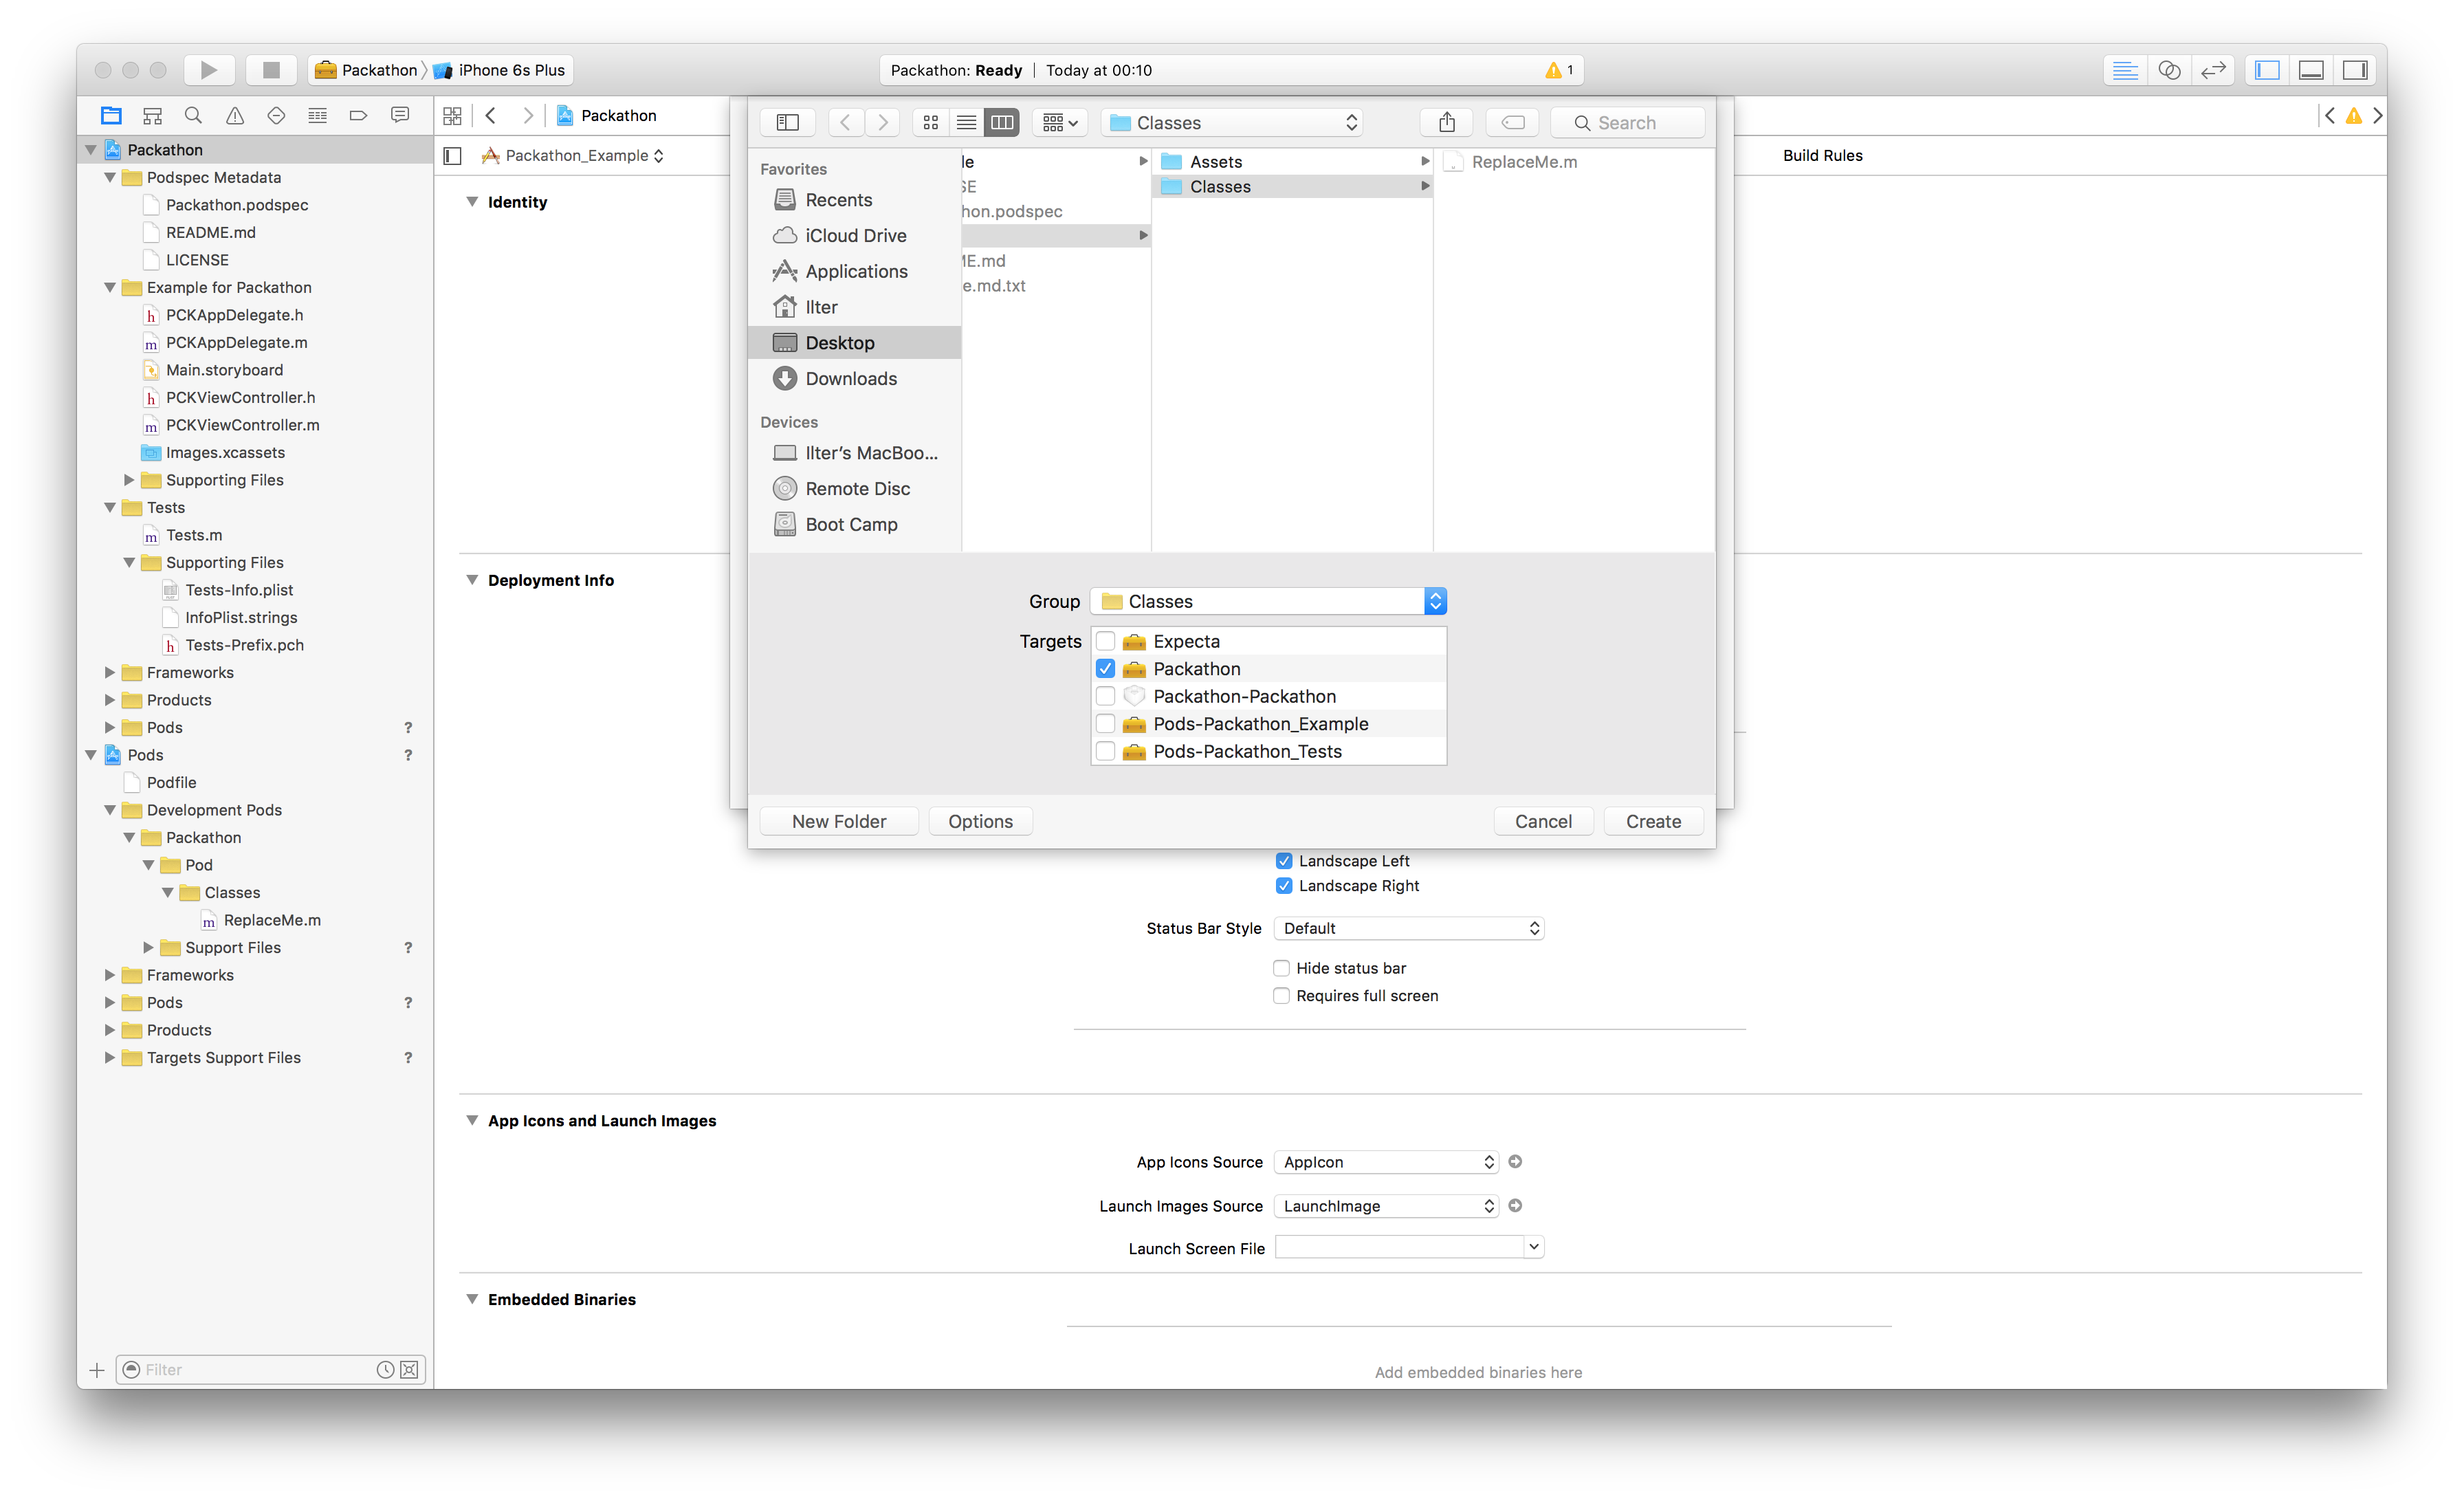 Packathon
iPhone 6s Plus
Packathon: Ready
Today at 00:10
1
Packathon
Packathon_Example
Build Rules
Packathon
Podspec Metadata
Packathon.podspec
README.md
LICENSE
Example for Packathon
PCKAppDelegate.h
PCKAppDelegate.m
Main.storyboard
PCKViewController.h
PCKViewController.m
Images.xcassets
Supporting Files
Tests
Tests.m
Supporting Files
Tests-Info.plist
InfoPlist.strings
Tests-Prefix.pch
Frameworks
Products
Pods ?
Pods ?
Podfile
Development Pods
Packathon
Pod
Classes
ReplaceMe.m
Support Files ?
Frameworks
Pods ?
Products
Targets Support Files ?
Filter
Identity
Deployment Info
Classes
Search
Favorites
Recents
iCloud Drive
Applications
Ilter
Desktop
Downloads
Devices
Ilter’s MacBoo...
Remote Disc
Boot Camp
le
SE
hon.podspec
ME.md
e.md.txt
Assets
Classes
ReplaceMe.m
Group Classes
Targets
Expecta
Packathon
Packathon-Packathon
Pods-Packathon_Example
Pods-Packathon_Tests
New Folder
Options
Cancel
Create
Landscape Left
Landscape Right
Status Bar Style Default
Hide status bar
Requires full screen
App Icons and Launch Images
App Icons Source AppIcon
Launch Images Source LaunchImage
Launch Screen File
Embedded Binaries
Add embedded binaries here